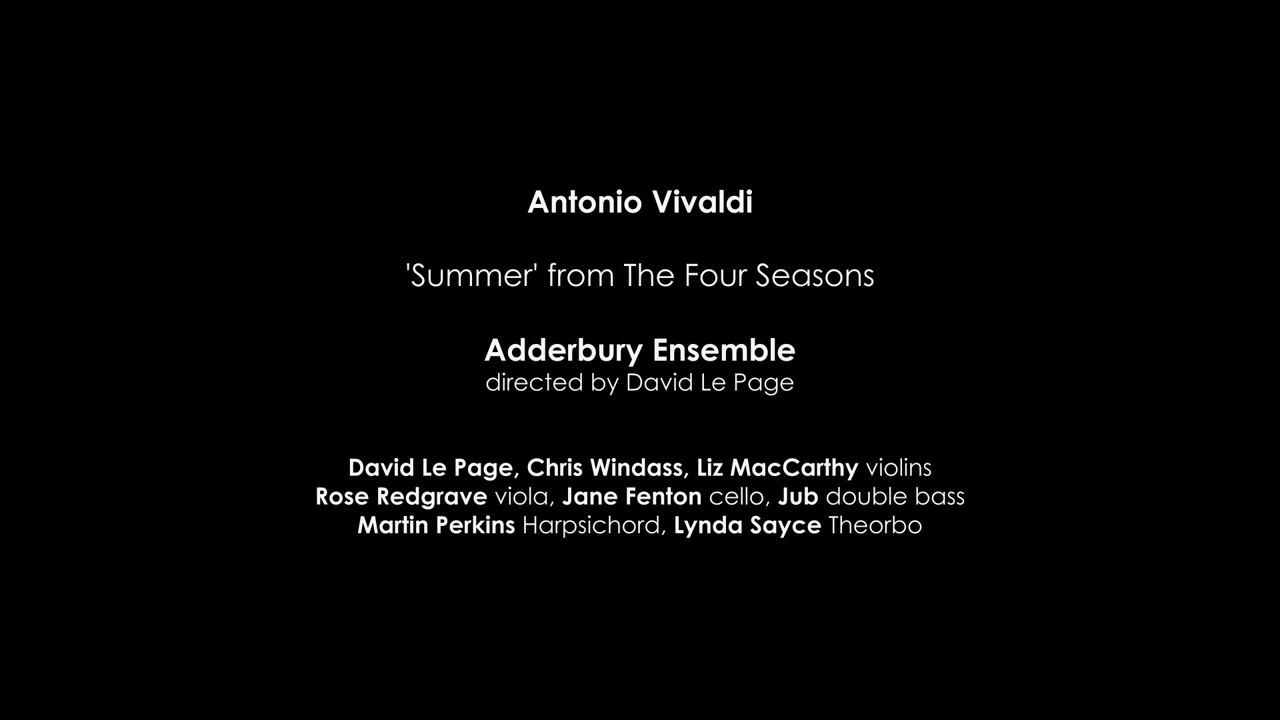 Antonio Vivaldi
'Summer' from The Four Seasons
Adderbury Ensemble
directed by David Le Page
David Le Page, Chris Windass, Liz MacCarthy violins
Rose Redgrave viola, Jane Fenton cello, Jub double bass
Martin Perkins Harpsichord, Lynda Sayce Theorbo